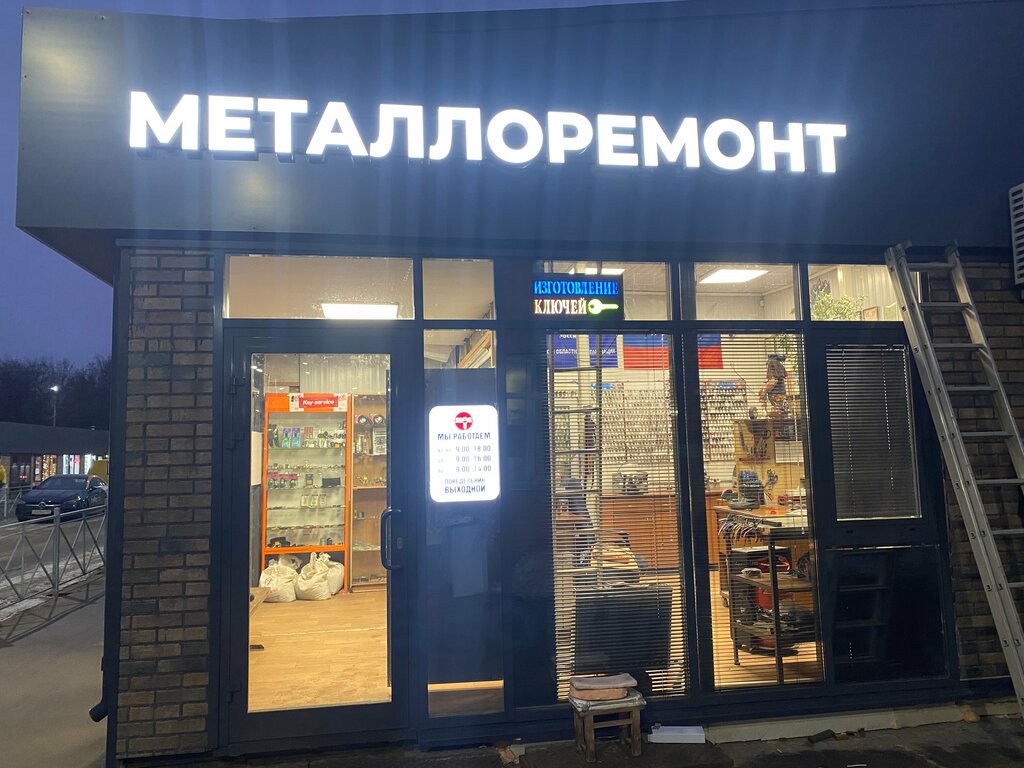 МЕТАЛЛОРЕМОНТ
ИЗГОТОВЛЕНИЕ
КЛЮЧЕЙ
Key service
МЫ РАБОТАЕМ
9.00 18.00
9.00 16.00
9.00 14.00
ПОНЕДЕЛЬНИК
ВЫХОДНОЙ